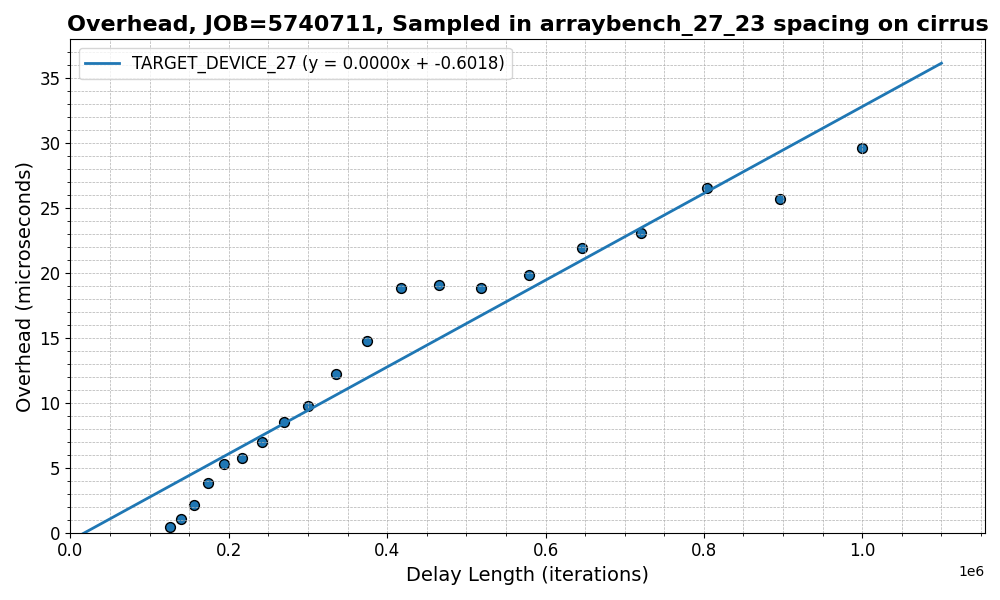 Overhead, JOB=5740711, Sampled in arraybench_27_23 spacing on cirrus
TARGET_DEVICE_27 (y = 0.0000x + -0.6018)
Overhead (microseconds)
35
30
25
20
15
10
5
0
0.0 0.2 0.4 0.6 0.8 1.0
1e6
Delay Length (iterations)